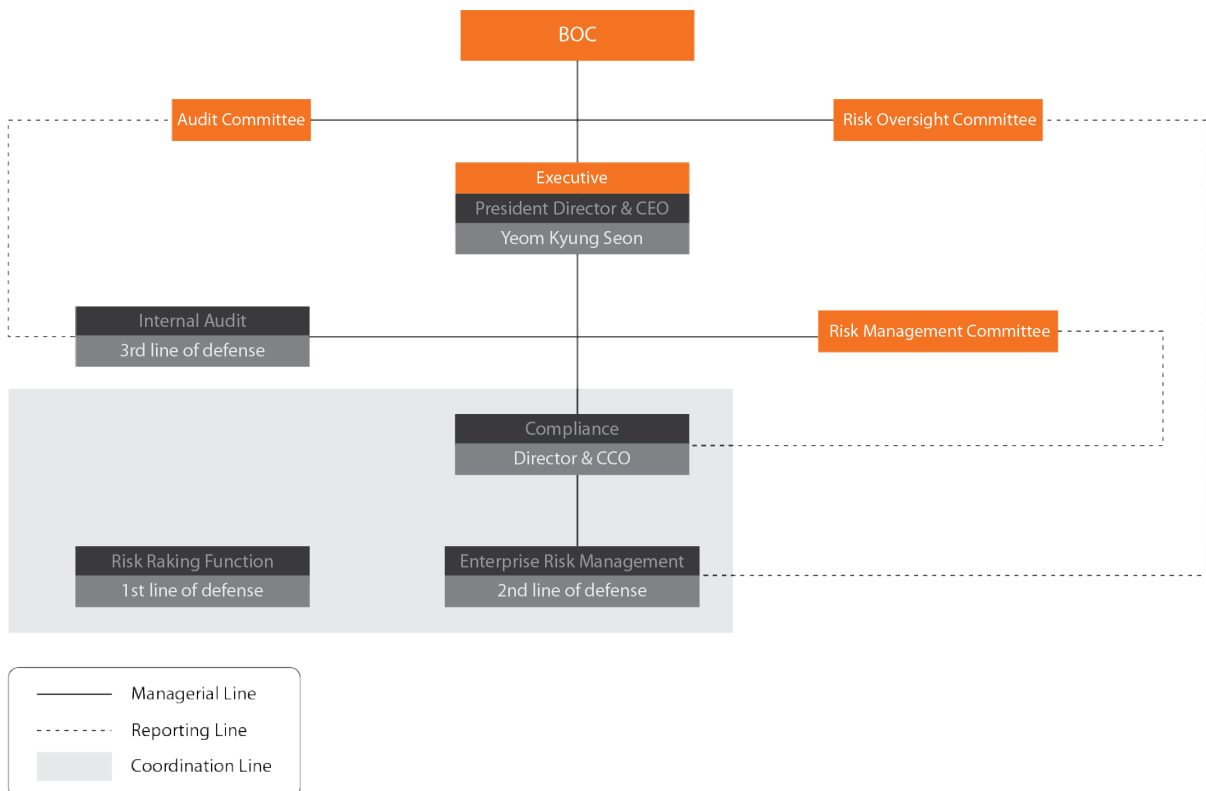 BOC
Audit Committee
Risk Oversight Committee
Executive
President Director & CEO
Yeom Kyung Seon
Internal Audit
3rd line of defense
Risk Management Committee
Compliance
Director & CCO
Risk Raking Function
1st line of defense
Enterprise Risk Management
2nd line of defense
Managerial Line
Reporting Line
Coordination Line